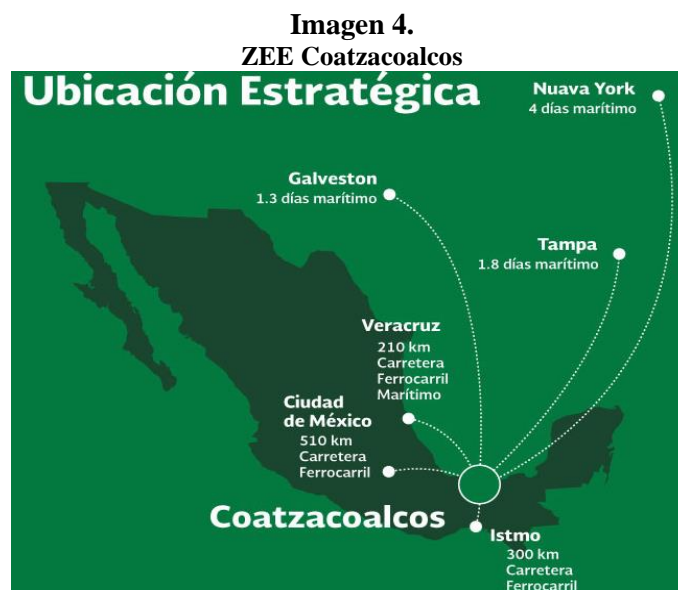 Imagen 4.
ZEE Coatzacoalcos
Ubicación Estratégica
Nuava York
4 días marítimo
Galveston
1.3 días marítimo
Tampa
1.8 días marítimo
Veracruz
210 km
Carretera
Ferrocarril
Marítimo
Ciudad
de México
510 km
Carretera
Ferrocarril
Coatzacoalcos
Istmo
300 km
Carretera
Ferrocarril